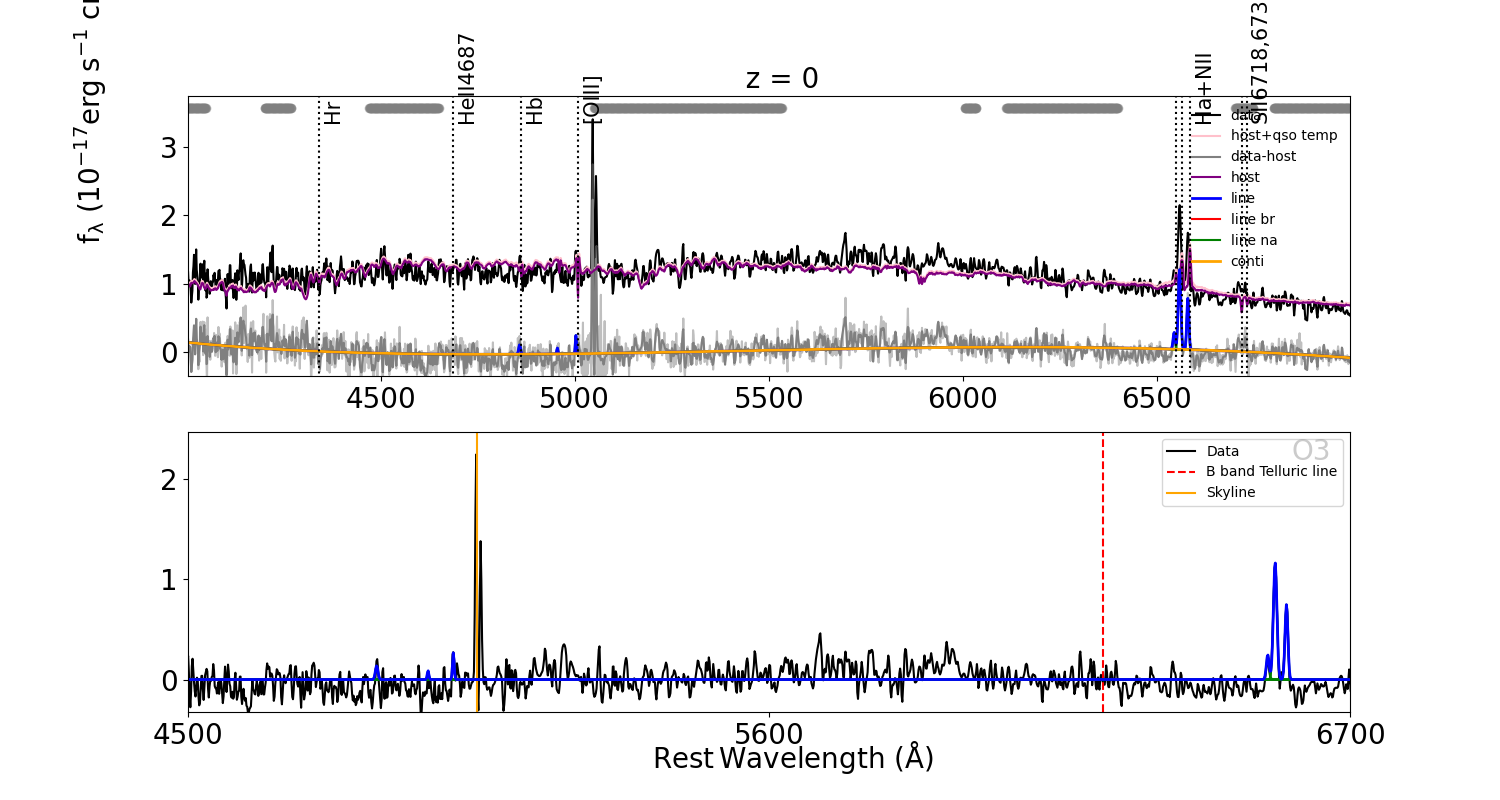 z = 0
f_λ (10^−17 erg s^−1 c
Hr
HeII4687
Hb
[OIII]
Ha+NII
SII6718,673
data
host+qso temp
data-host
host
line
line br
line na
conti
3
2
1
0
4500 5000 5500 6000 6500
O3
Data
B band Telluric line
Skyline
2
1
0
4500 5600 6700
Rest Wavelength (Å)